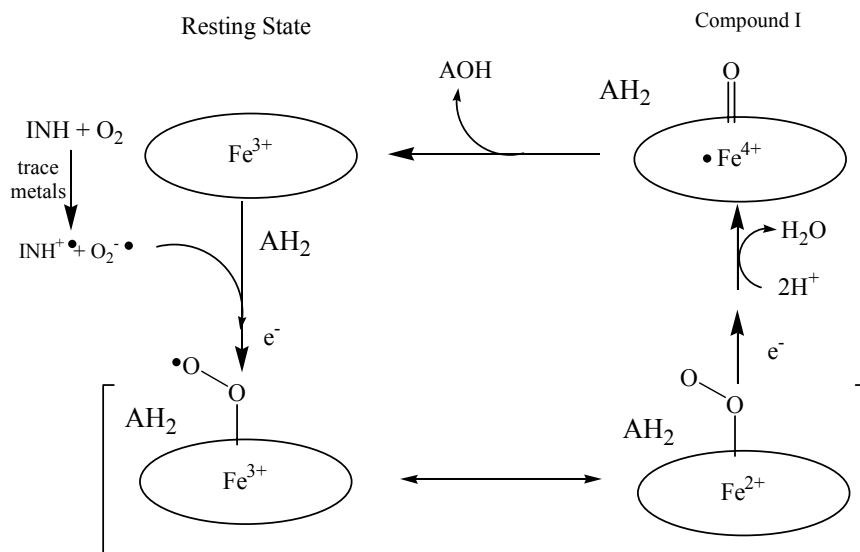 Resting State
Compound I
AOH
AH₂
O
INH + O₂
trace
metals
Fe³⁺
•Fe⁴⁺
INH⁺• + O₂⁻•
AH₂
H₂O
2H⁺
e⁻
e⁻
•O
O
O
O
AH₂
AH₂
Fe³⁺
Fe²⁺